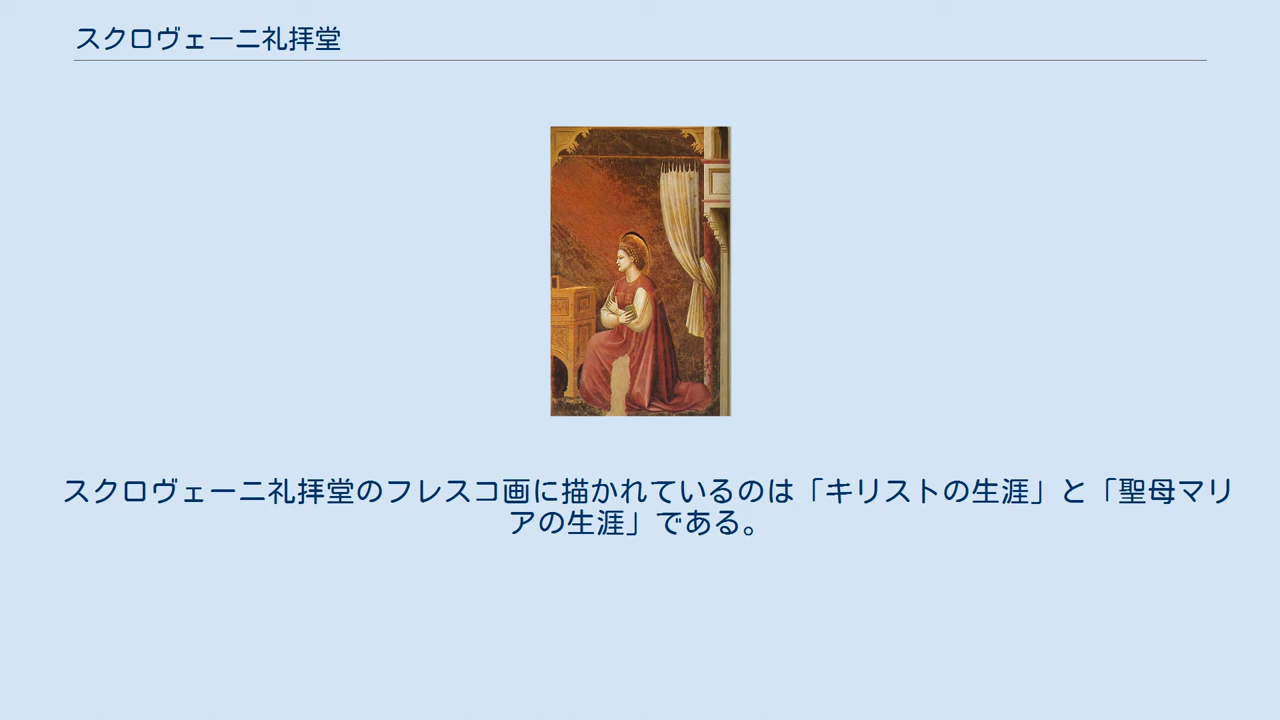 スクロヴェーニ礼拝堂
スクロヴェーニ礼拝堂のフレスコ画に描かれているのは「キリストの生涯」と「聖母マリ
アの生涯」である。